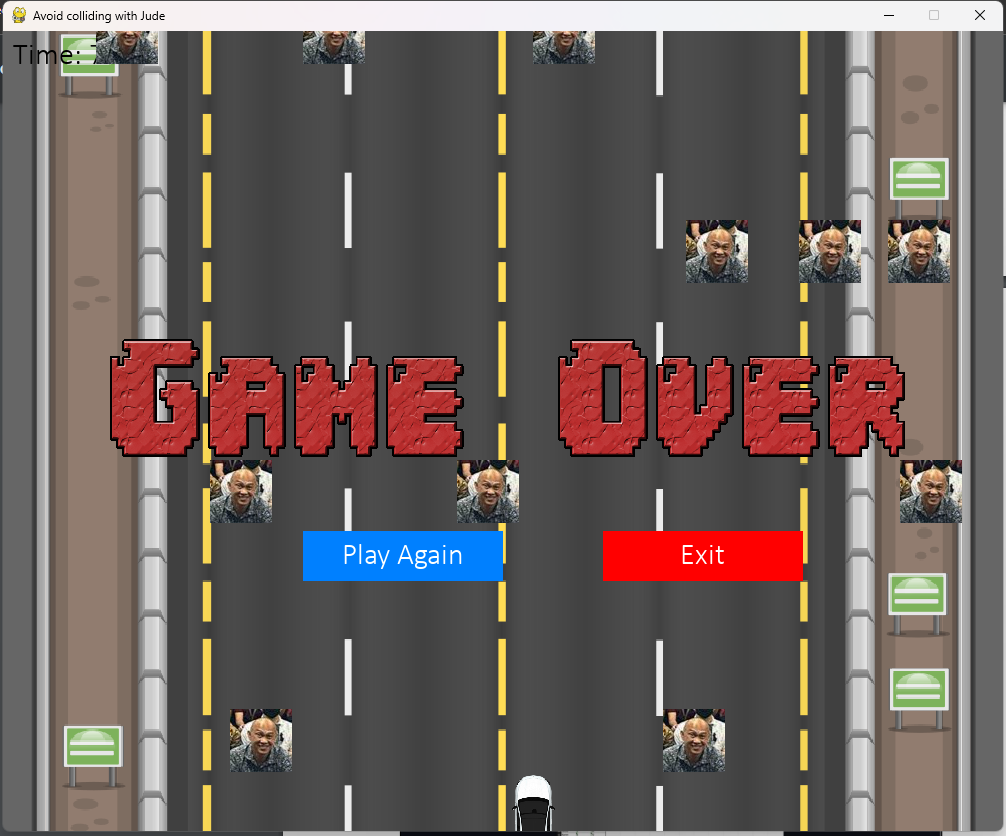 Avoid colliding with Jude
Time:
Game Over
Play Again
Exit